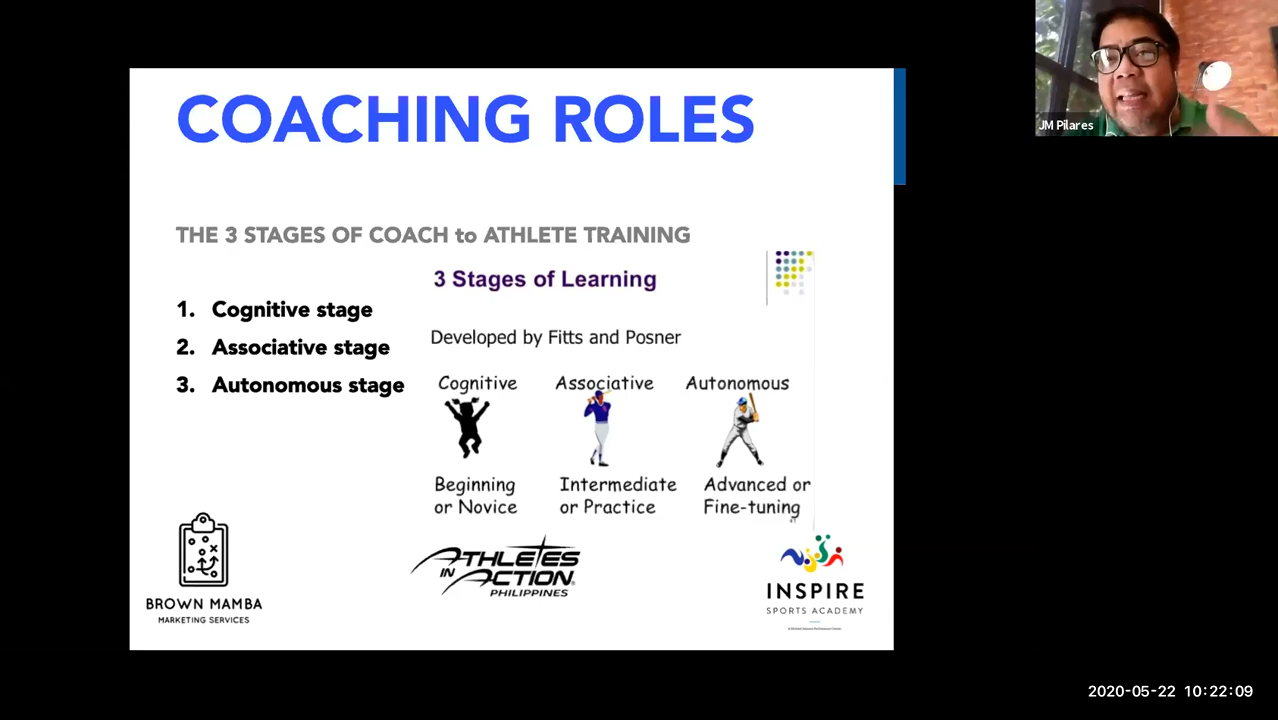 COACHING ROLES
JM Pilares
THE 3 STAGES OF COACH to ATHLETE TRAINING
3 Stages of Learning
1. Cognitive stage
2. Associative stage
3. Autonomous stage
Developed by Fitts and Posner
Cognitive Associative Autonomous
Beginning Intermediate Advanced or
or Novice or Practice Fine-tuning
BROWN MAMBA
MARKETING SERVICES
ATHLETES
IN ACTION
PHILIPPINES
INSPIRE
SPORTS ACADEMY
2020-05-22 10:22:09